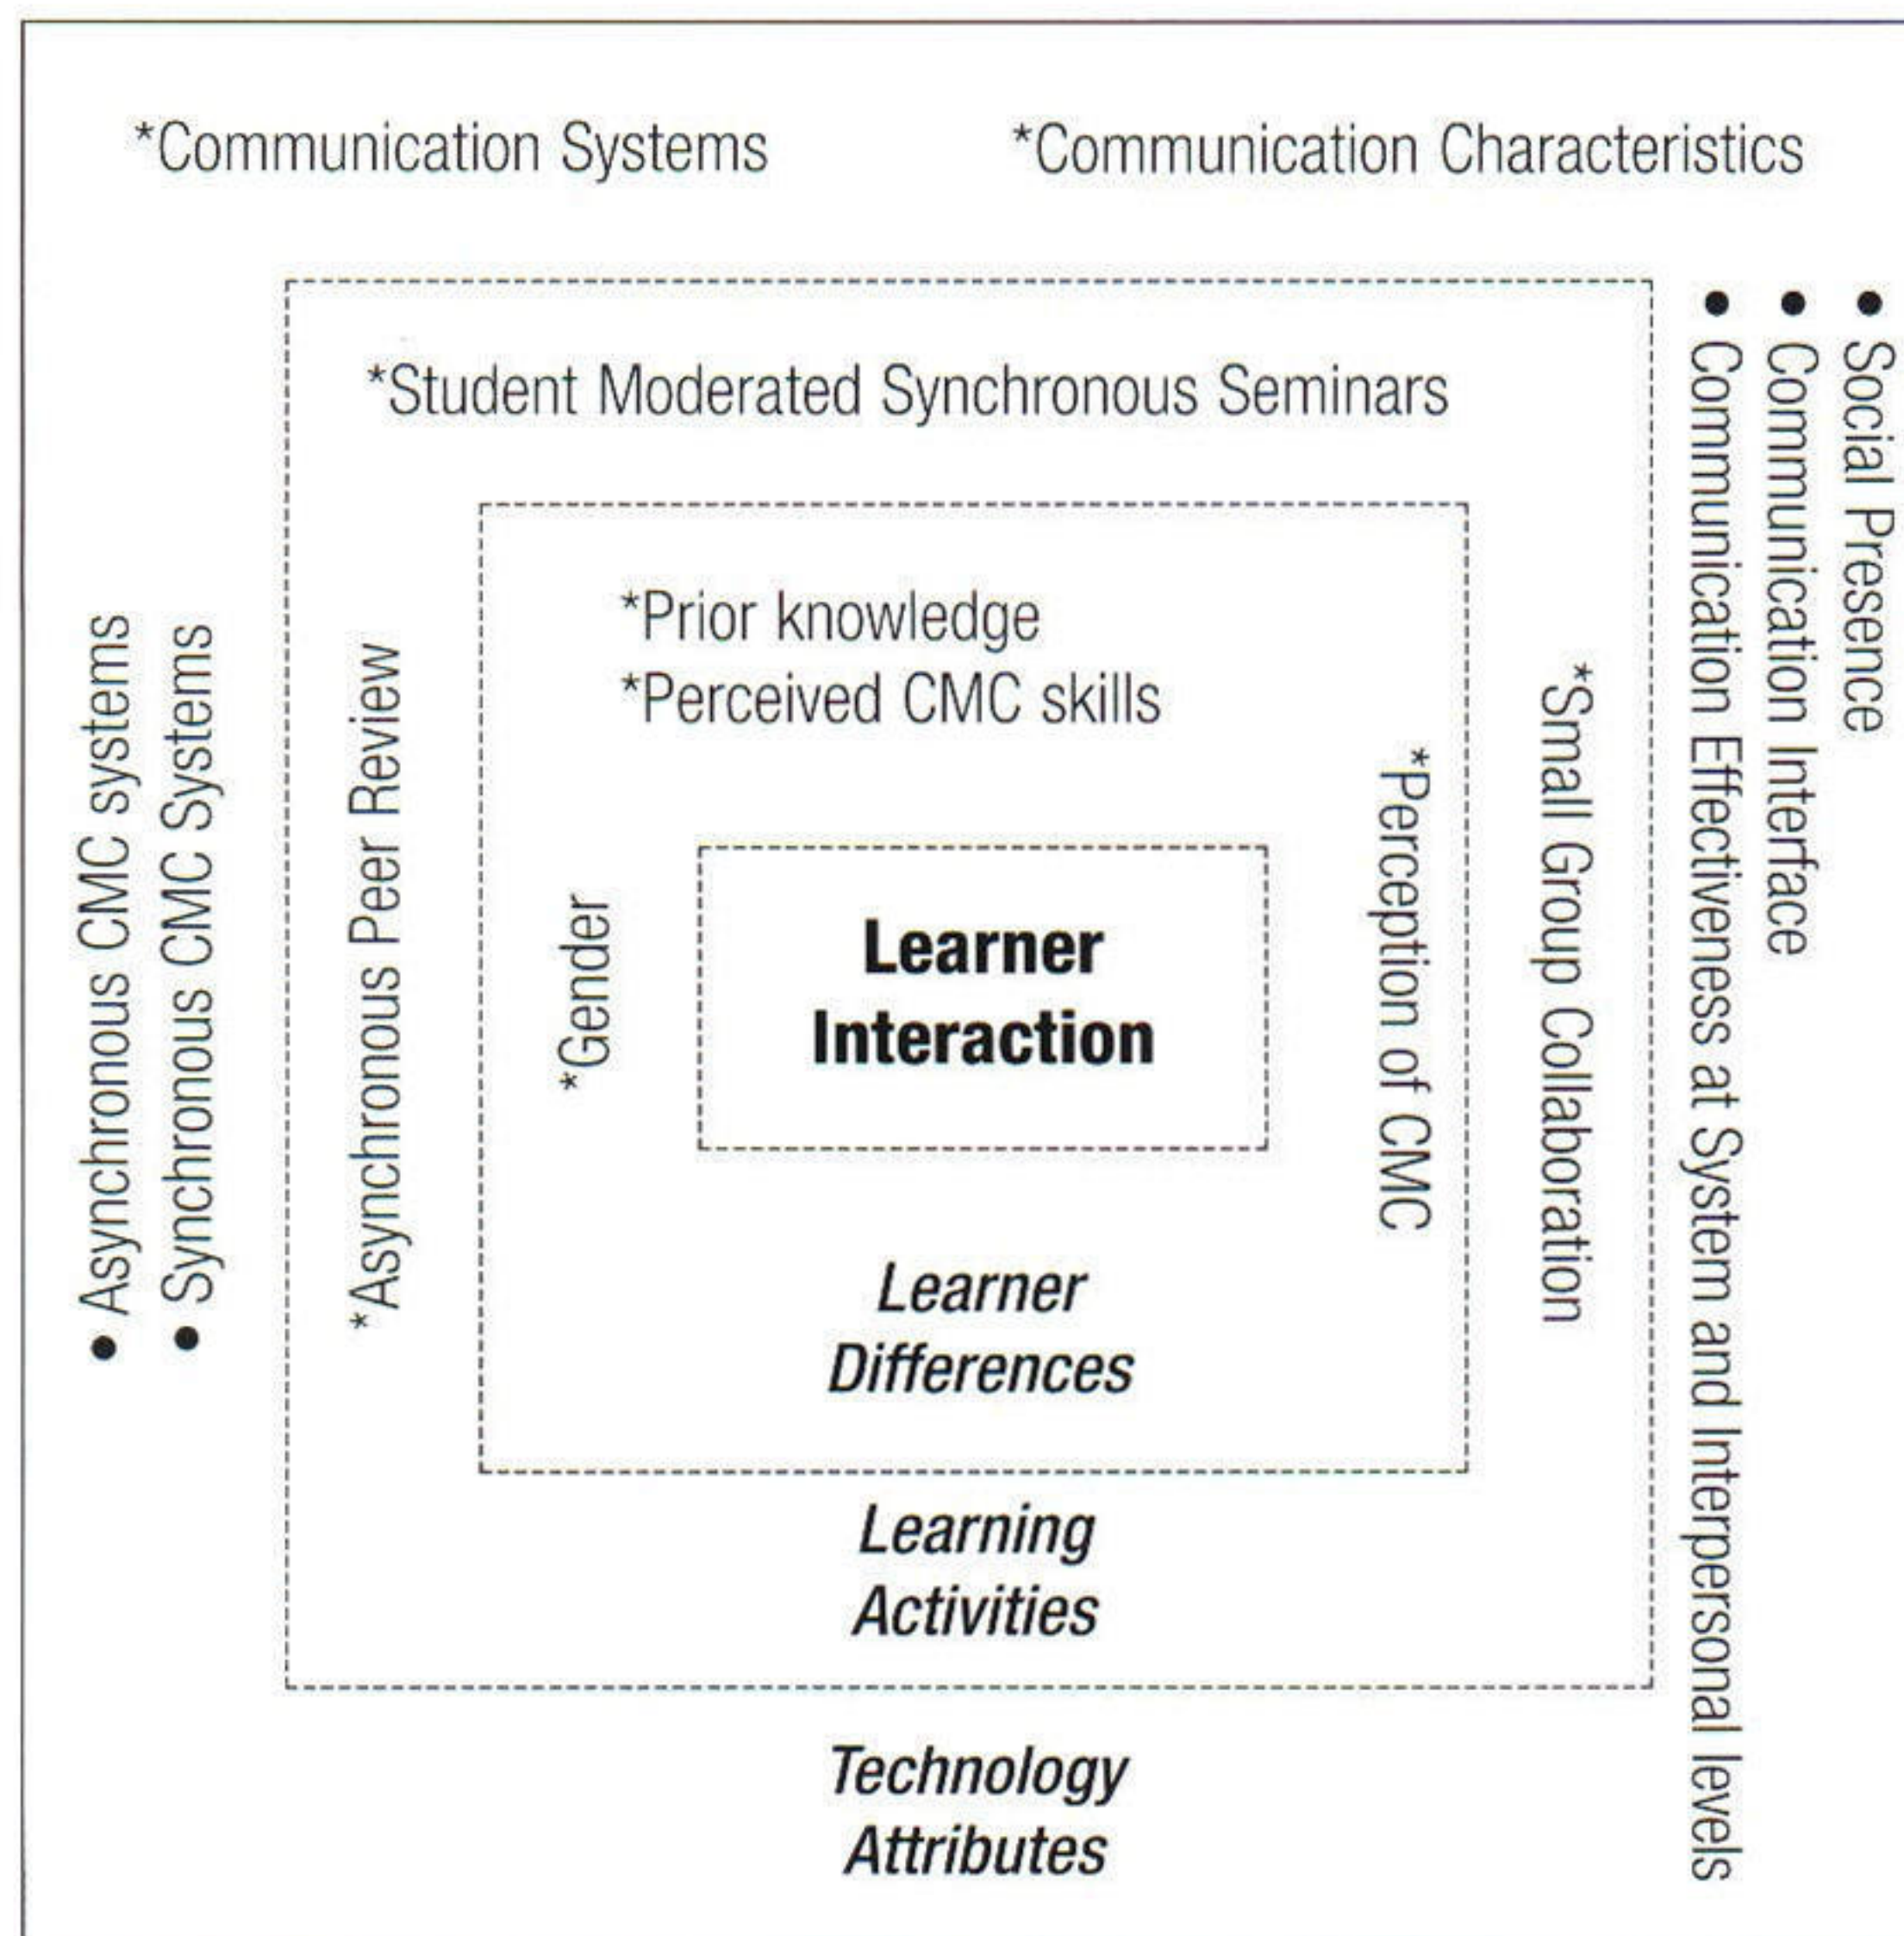 *Communication Systems
*Communication Characteristics
• Asynchronous CMC systems
• Synchronous CMC Systems
• Social Presence
• Communication Interface
• Communication Effectiveness at System and Interpersonal levels
*Student Moderated Synchronous Seminars
*Asynchronous Peer Review
*Small Group Collaboration
*Prior knowledge
*Perceived CMC skills
*Gender
*Perception of CMC
Learner
Interaction
Learner
Differences
Learning
Activities
Technology
Attributes